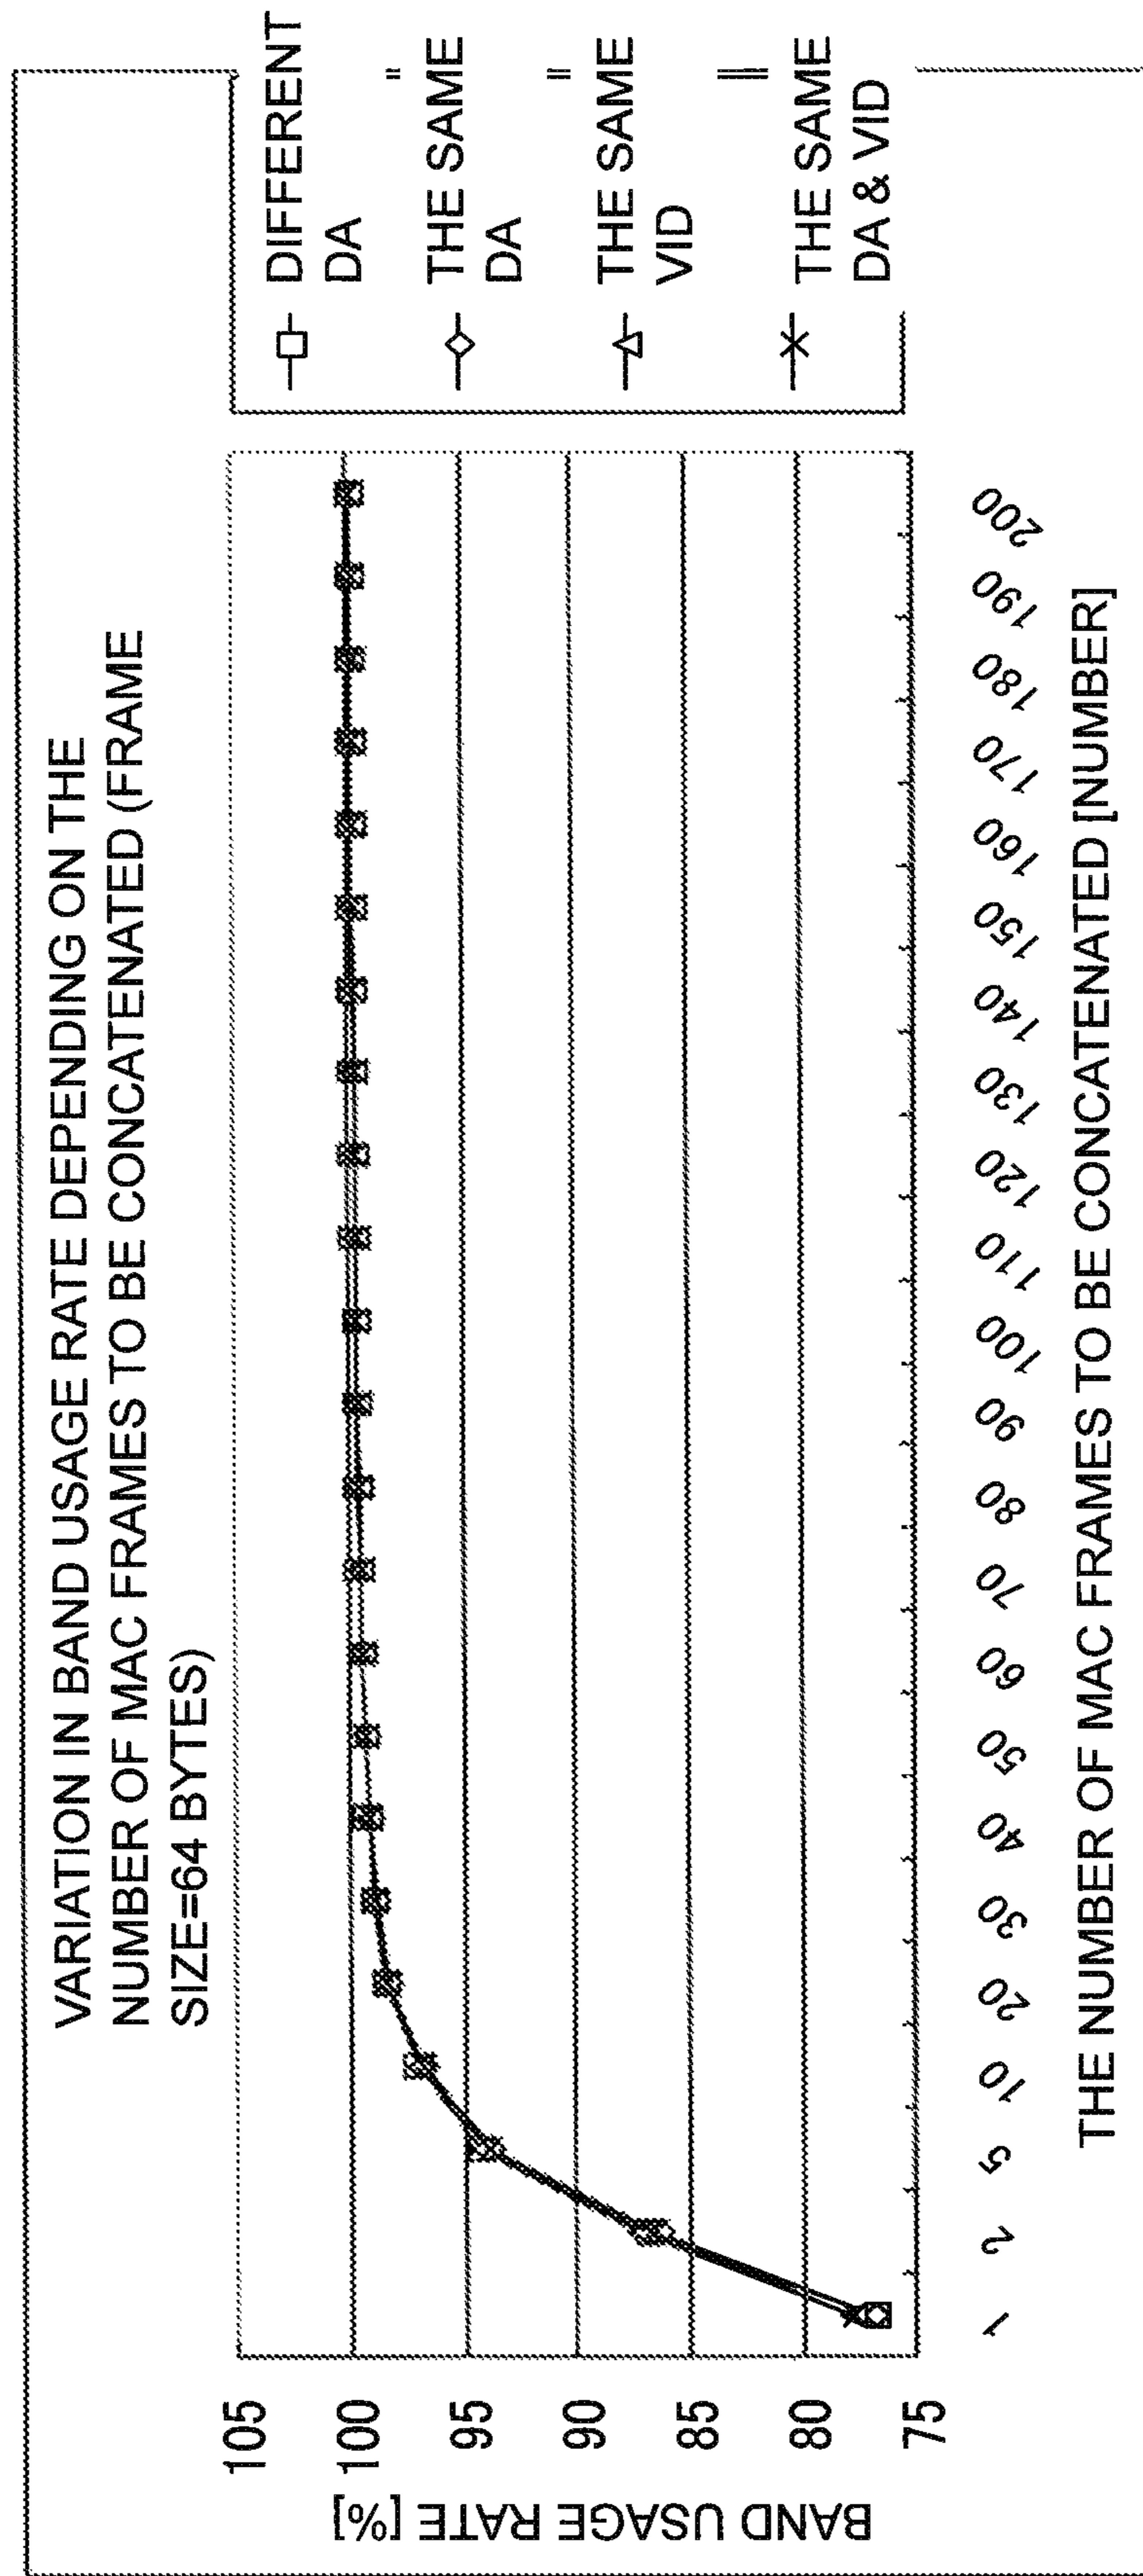 VARIATION IN BAND USAGE RATE DEPENDING ON THE
NUMBER OF MAC FRAMES TO BE CONCATENATED (FRAME
SIZE=64 BYTES)
BAND USAGE RATE [%]
105
100
95
90
85
80
75
1
2
5
10
20
30
40
50
60
70
80
90
100
110
120
130
140
150
160
170
180
190
200
THE NUMBER OF MAC FRAMES TO BE CONCATENATED [NUMBER]
DIFFERENT
DA
THE SAME
DA
THE SAME
VID
THE SAME
DA & VID